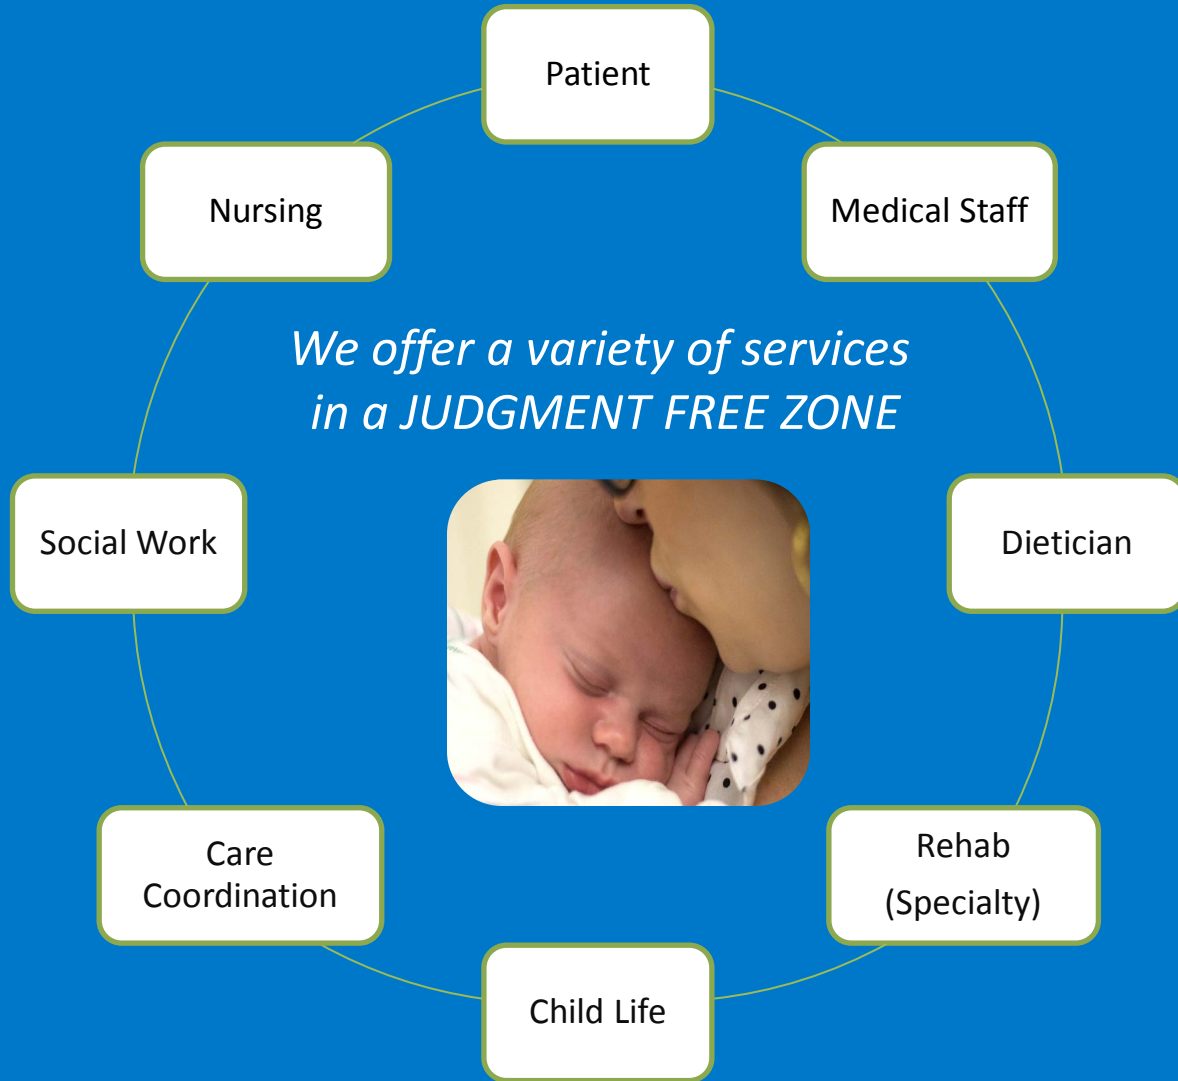 Patient
Nursing
Medical Staff
We offer a variety of services
in a JUDGMENT FREE ZONE
Social Work
Dietician
Care
Coordination
Rehab
(Specialty)
Child Life